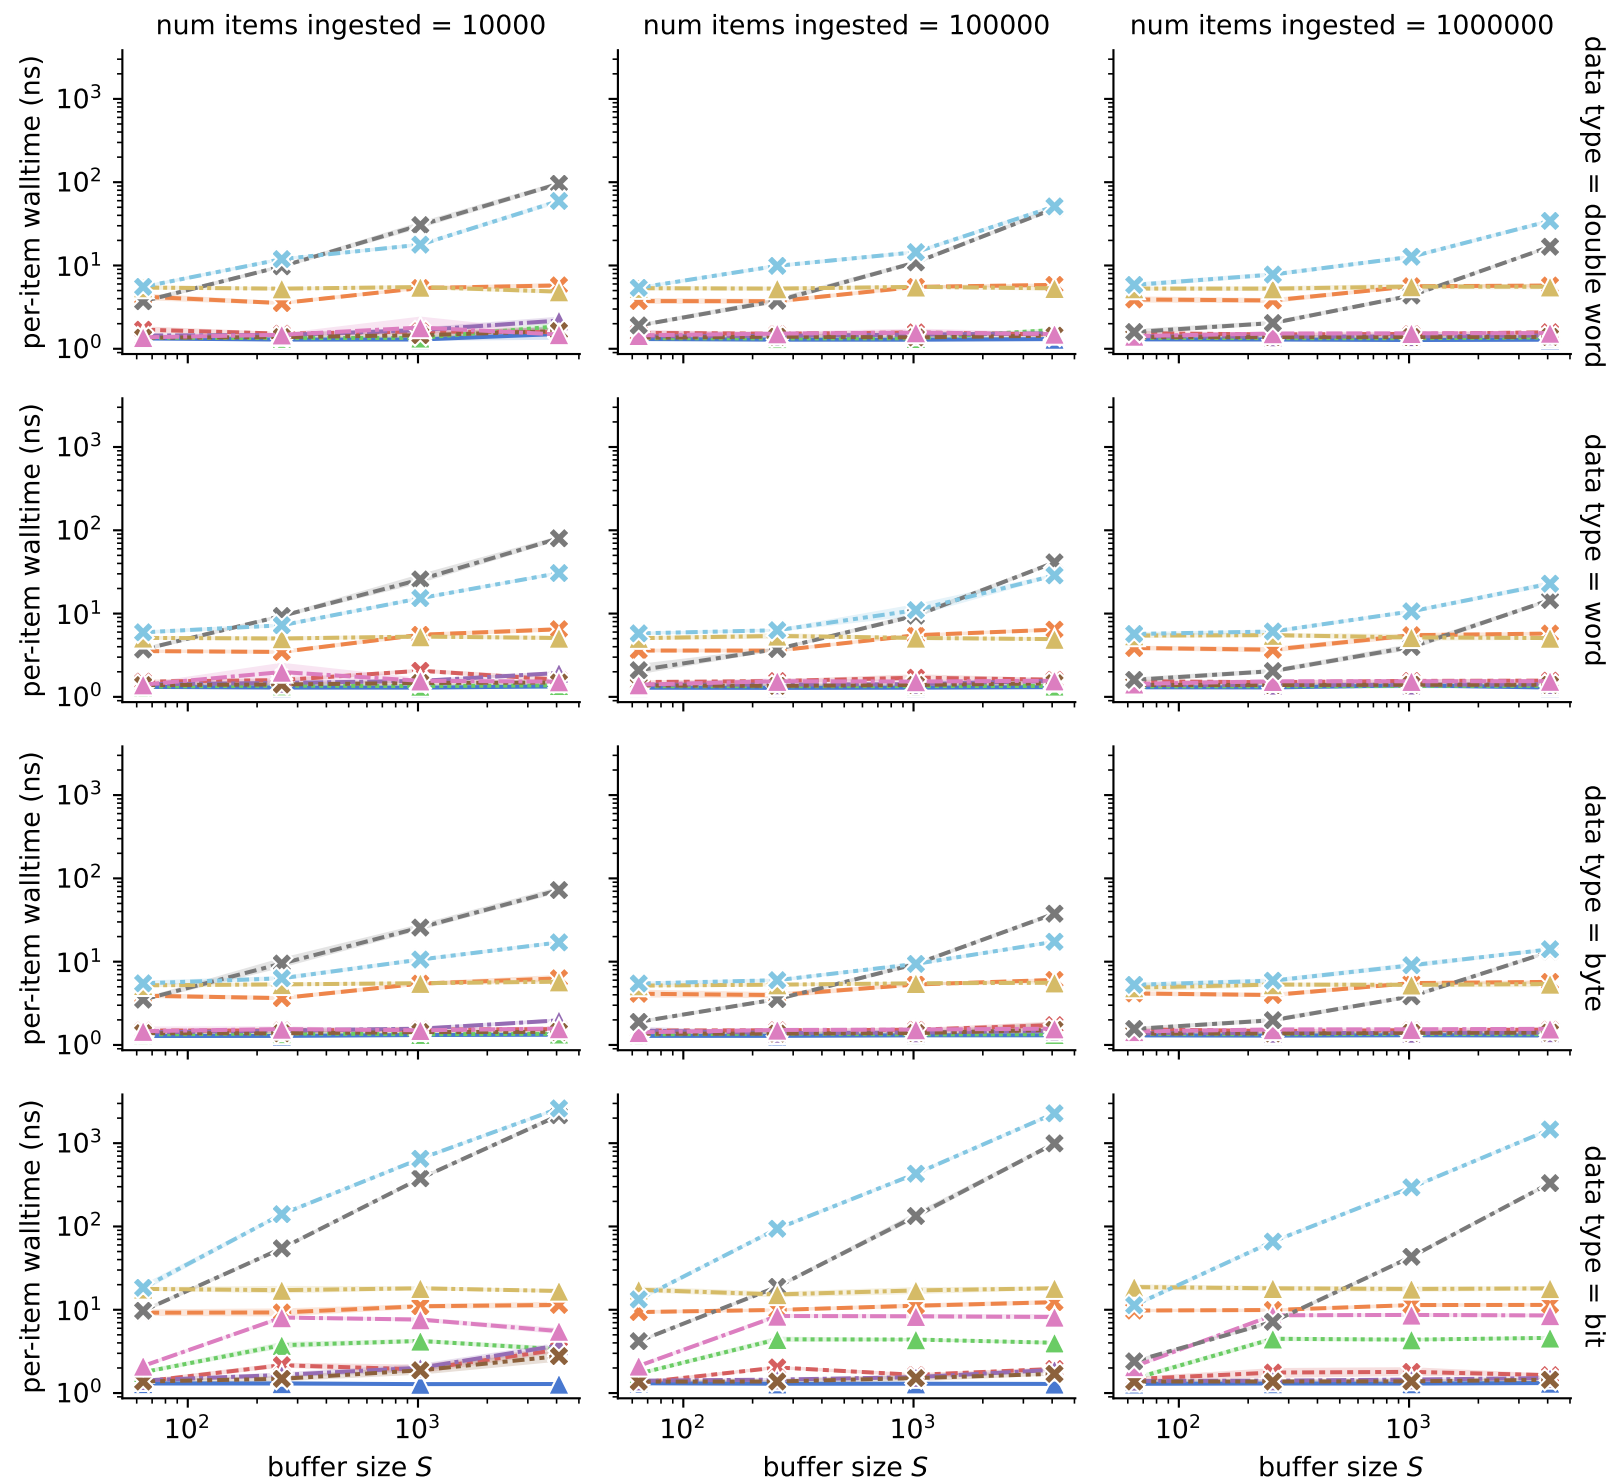 num items ingested = 10000
num items ingested = 100000
num items ingested = 1000000
per-item walltime (ns)
10³
10²
10¹
10⁰
data type = double word
per-item walltime (ns)
10³
10²
10¹
10⁰
data type = word
per-item walltime (ns)
10³
10²
10¹
10⁰
data type = byte
per-item walltime (ns)
10³
10²
10¹
10⁰
data type = bit
10² 10³
10² 10³
10² 10³
buffer size S
buffer size S
buffer size S